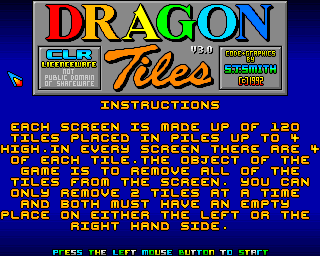 DRAGON
Tiles
V3.0
CLR
LICENCEWARE
NOT
PUBLIC DOMAIN
OR SHAREWARE
CODE+GRAPHICS
BY
S.J.SMITH
(C)1992
INSTRUCTIONS
EACH SCREEN IS MADE UP OF 120
TILES PLACED IN PILES UP TO 4
HIGH.IN EVERY SCREEN THERE ARE 4
OF EACH TILE.THE OBJECT OF THE
GAME IS TO REMOVE ALL OF THE
TILES FROM THE SCREEN. YOU CAN
ONLY REMOVE 2 TILES AT A TIME
AND BOTH MUST HAVE AN EMPTY
PLACE ON EITHER THE LEFT OR THE
RIGHT HAND SIDE.
PRESS THE LEFT MOUSE BUTTON TO START